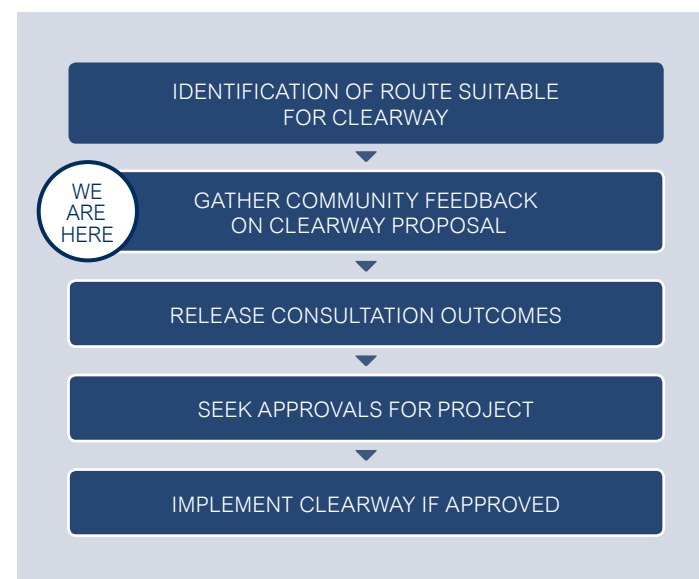 IDENTIFICATION OF ROUTE SUITABLE
FOR CLEARWAY
WE
ARE
HERE
GATHER COMMUNITY FEEDBACK
ON CLEARWAY PROPOSAL
RELEASE CONSULTATION OUTCOMES
SEEK APPROVALS FOR PROJECT
IMPLEMENT CLEARWAY IF APPROVED